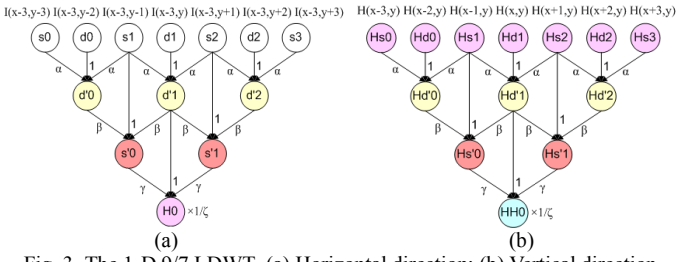 I(x-3,y-3) I(x-3,y-2) I(x-3,y-1) I(x-3,y) I(x-3,y+1) I(x-3,y+2) I(x-3,y+3) H(x-3,y) H(x-2,y) H(x-1,y) H(x,y) H(x+1,y) H(x+2,y) H(x+3,y)
s0 d0 s1 d1 s2 d2 s3 Hs0 Hd0 Hs1 Hd1 Hs2 Hd2 Hs3
α 1 α α 1 α α 1 α α 1 α α 1 α α 1 α
d'0 d'1 d'2 Hd'0 Hd'1 Hd'2
β 1 β β 1 β β 1 β β 1 β
s'0 s'1 Hs'0 Hs'1
γ 1 γ γ 1 γ
H0 ×1/ζ HH0 ×1/ζ
(a) (b)
Fig. 3. The 1-D 9/7 LDWT. (a) Horizontal direction; (b) Vertical direction